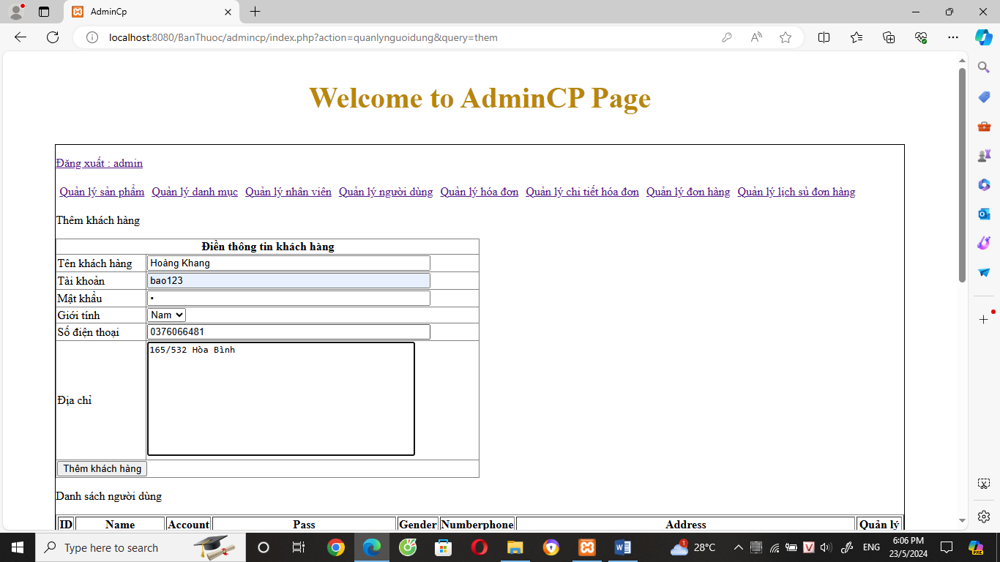 AdminCp
localhost:8080/BanThuoc/admincp/index.php?action=quanlynguoidung&query=them
Welcome to AdminCP Page
Đăng xuất : admin
Quản lý sản phẩm Quản lý danh mục Quản lý nhân viên Quản lý người dùng Quản lý hóa đơn Quản lý chi tiết hóa đơn Quản lý đơn hàng Quản lý lịch sủ đơn hàng
Thêm khách hàng
Điền thông tin khách hàng
Tên khách hàng Hoàng Khang
Tài khoản bao123
Mật khẩu •
Giới tính Nam
Số điện thoại 0376066481
Địa chỉ 165/532 Hòa Bình
Thêm khách hàng
Danh sách người dùng
ID Name Account Pass Gender Numberphone Address Quản lý
Type here to search
1 28°C ENG 6:06 PM
23/5/2024